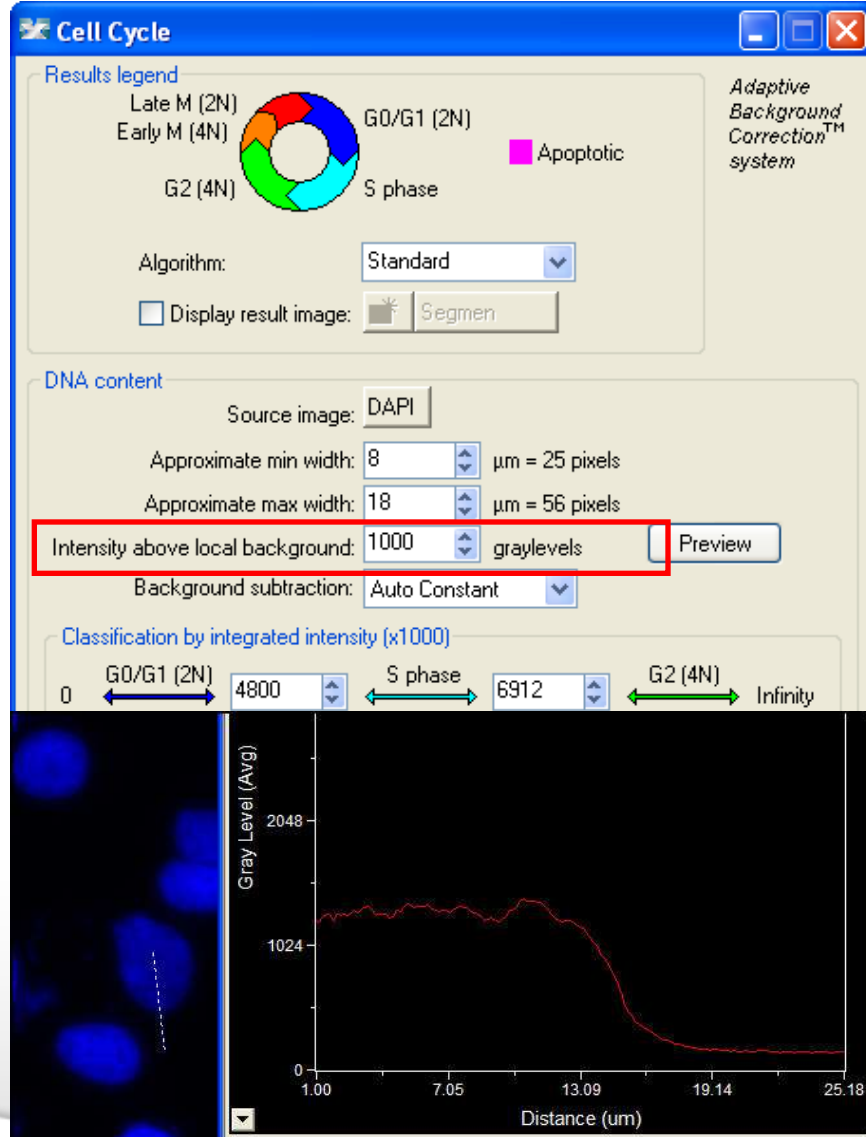 Cell Cycle
Results legend
Late M (2N)
Early M (4N)
G0/G1 (2N)
G2 (4N)
S phase
Apoptotic
Adaptive
Background
Correction™
system
Algorithm: Standard
Display result image: Segmen
DNA content
Source image: DAPI
Approximate min width: 8 µm = 25 pixels
Approximate max width: 18 µm = 56 pixels
Intensity above local background: 1000 graylevels Preview
Background subtraction: Auto Constant
Classification by integrated intensity (x1000)
0 G0/G1 (2N) 4800 S phase 6912 G2 (4N) Infinity
Gray Level (Avg)
2048
1024
0
1.00 7.05 13.09 19.14 25.18
Distance (um)